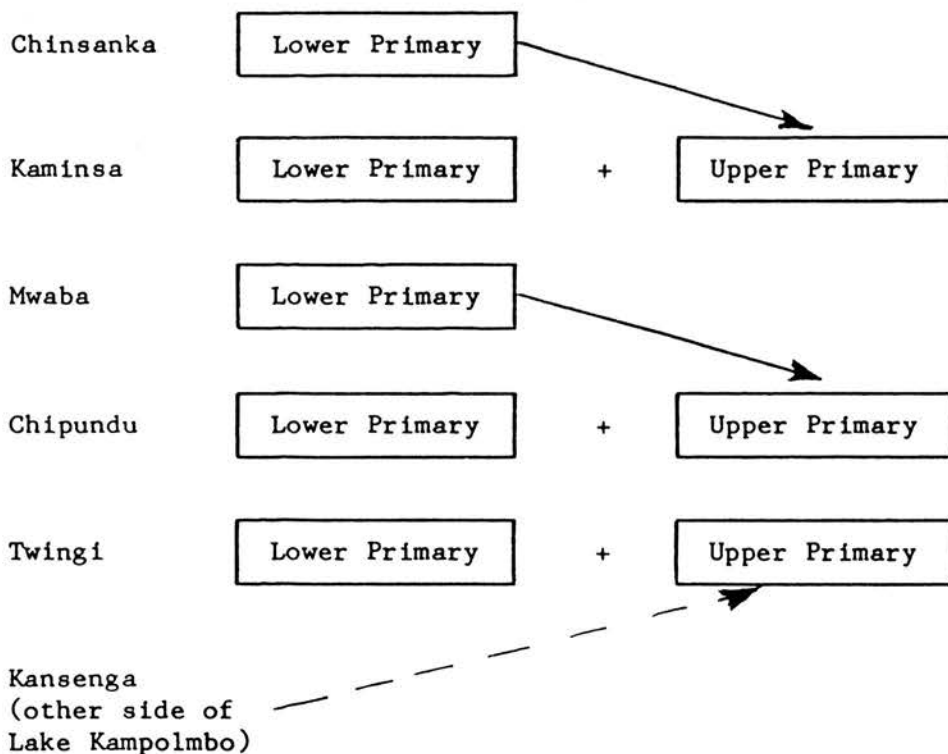 Chinsanka Lower Primary
Kaminsa Lower Primary + Upper Primary
Mwaba Lower Primary
Chipundu Lower Primary + Upper Primary
Twingi Lower Primary + Upper Primary
Kansenga
(other side of
Lake Kampolmbo)